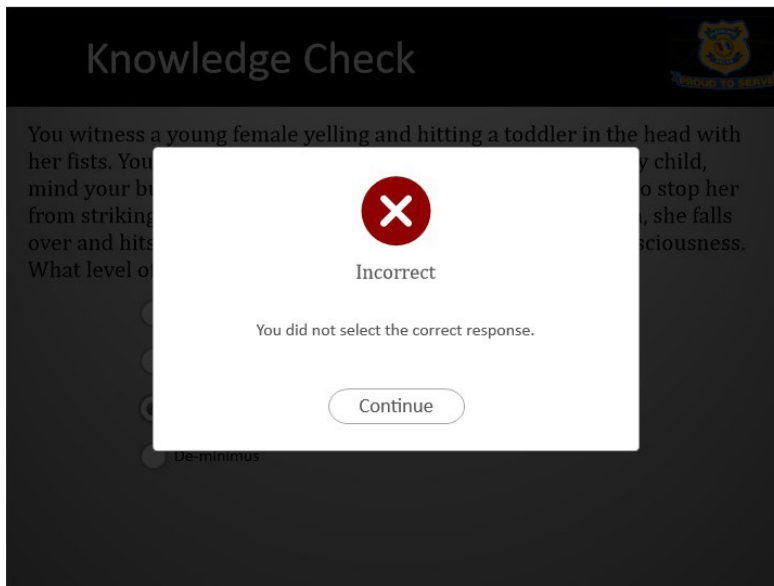 Knowledge Check
PROUD TO SERVE
You witness a young female yelling and hitting a toddler in the head with
her fists. You y child,
mind your bu o stop her
from striking , she falls
over and hits sciousness.
What level o
Incorrect
You did not select the correct response.
Continue
De-minimus